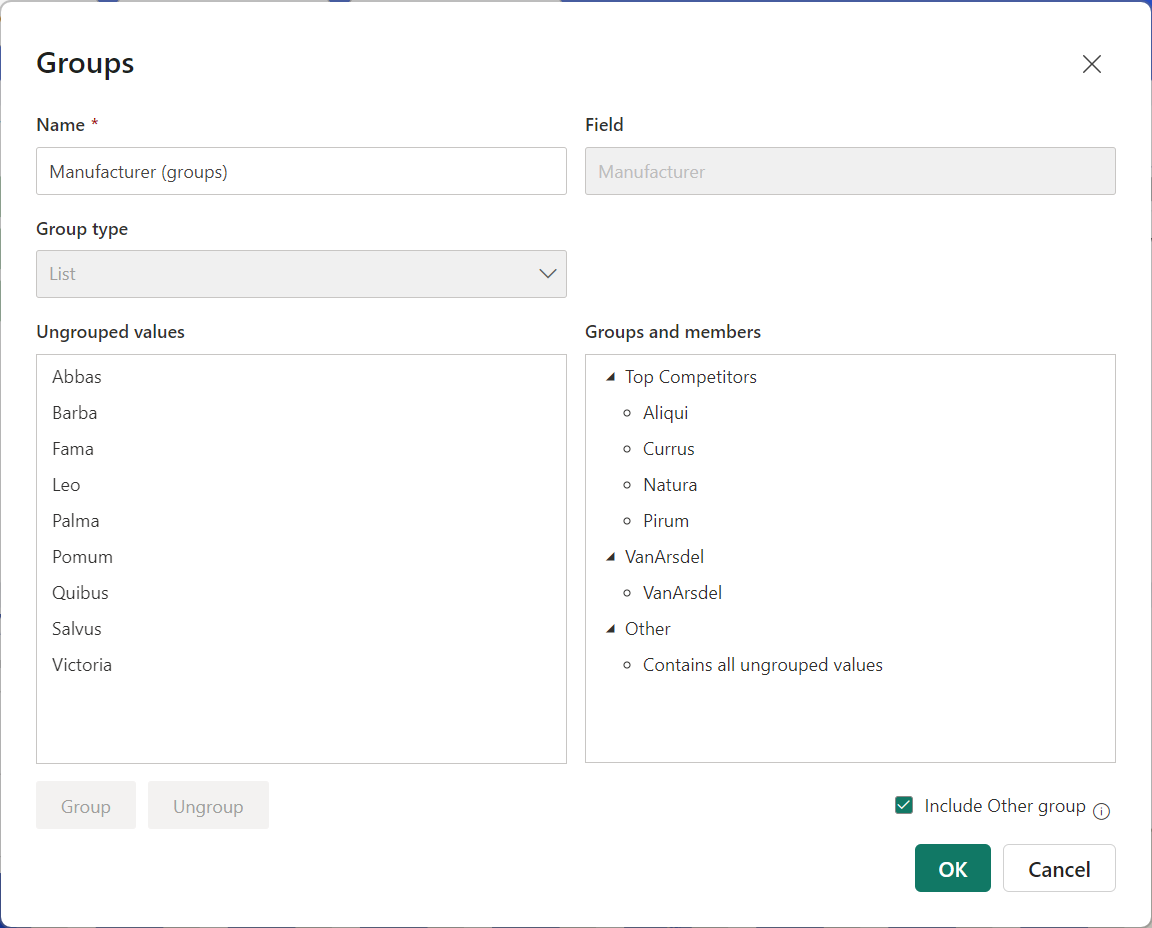 Groups
Name *
Field
Manufacturer (groups)
Manufacturer
Group type
List
Ungrouped values
Abbas
Barba
Fama
Leo
Palma
Pomum
Quibus
Salvus
Victoria
Groups and members
Top Competitors
Aliqui
Currus
Natura
Pirum
VanArsdel
VanArsdel
Other
Contains all ungrouped values
Group
Ungroup
Include Other group
OK
Cancel